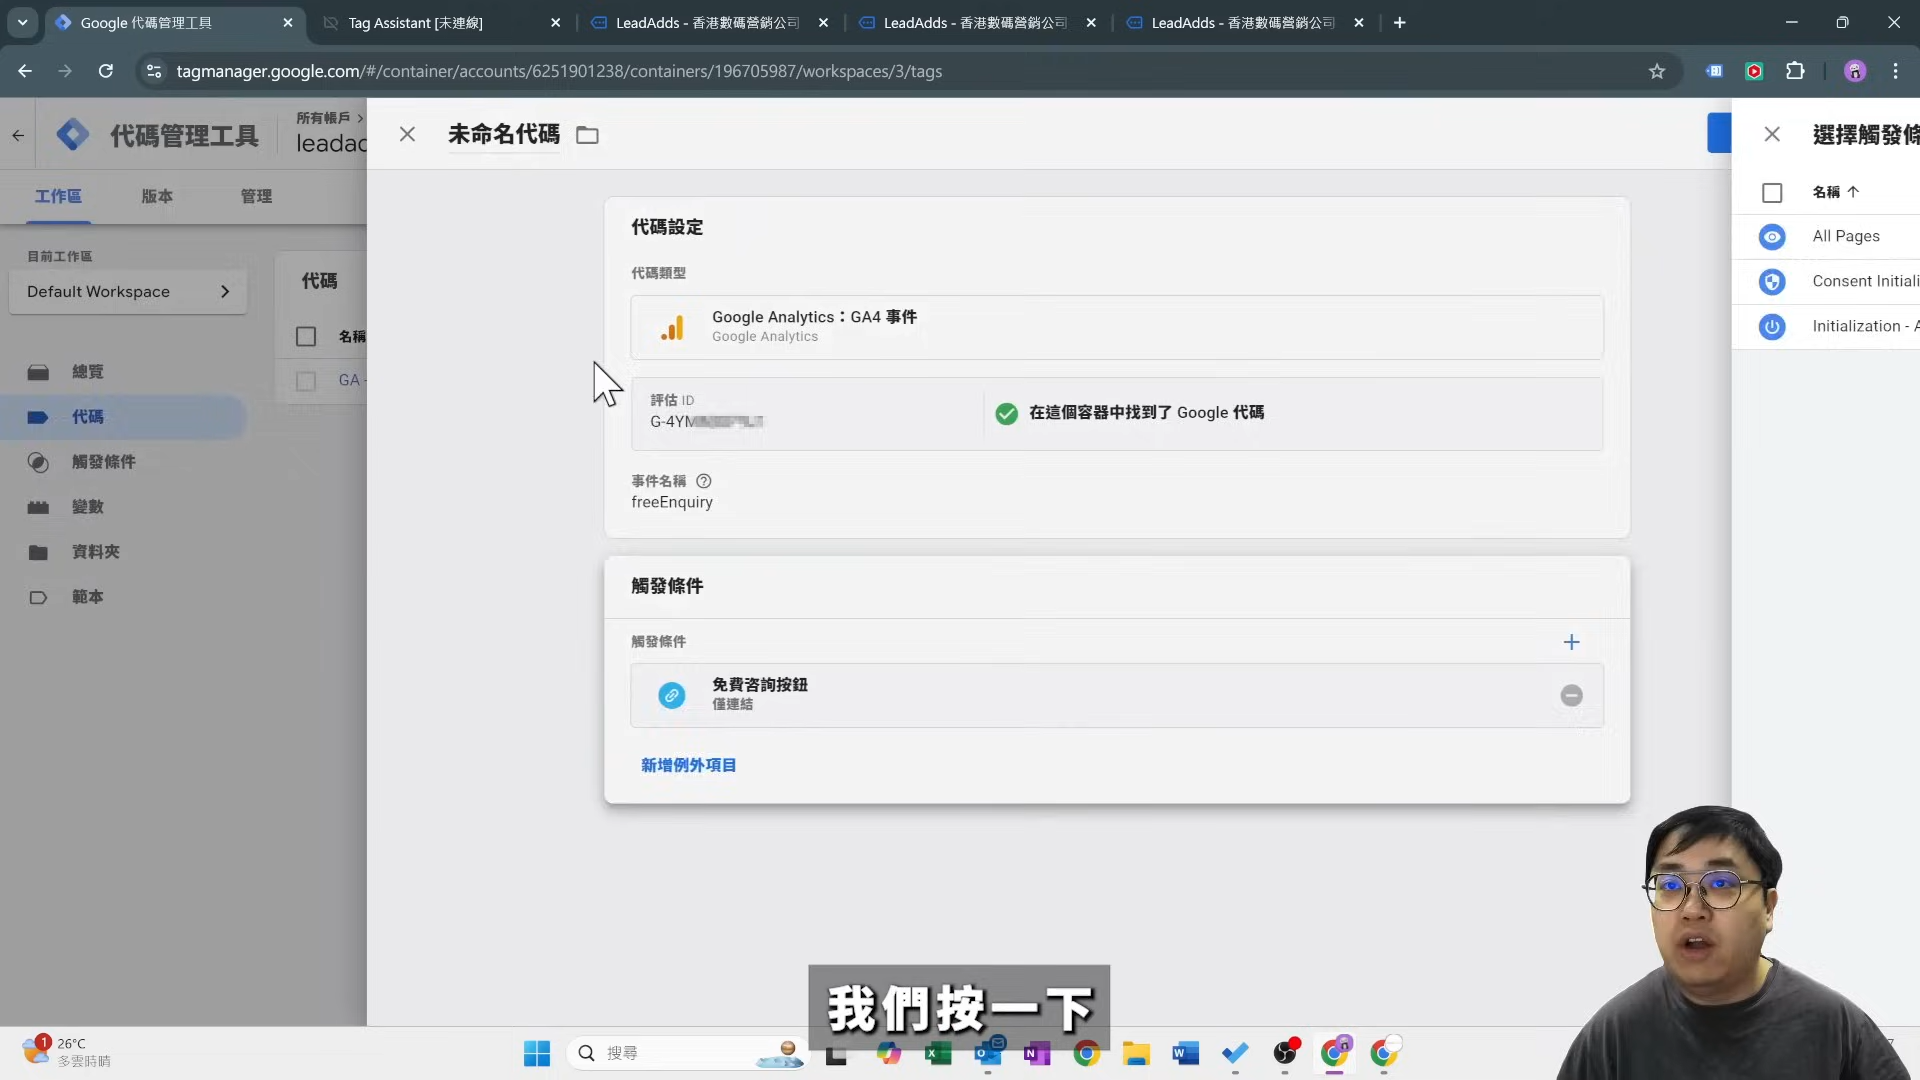 Google 代碼管理工具
Tag Assistant [未連線]
LeadAdds - 香港數碼營銷公司
LeadAdds - 香港數碼營銷公司
LeadAdds - 香港數碼營銷公司
tagmanager.google.com/#/container/accounts/6251901238/containers/196705987/workspaces/3/tags
代碼管理工具
所有帳戶 >
leadad
未命名代碼
選擇觸發條
工作區
版本
管理
名稱
代碼設定
目前工作區
Default Workspace
代碼
All Pages
代碼類型
Consent Initiali
Google Analytics：GA4 事件
Google Analytics
Initialization - A
名稱
總覽
GA -
評估 ID
G-4YM
在這個容器中找到了 Google 代碼
代碼
觸發條件
事件名稱
freeEnquiry
變數
資料夾
範本
觸發條件
觸發條件
免費咨詢按鈕
僅連結
新增例外項目
我們按一下
1
26°C
多雲時晴
搜尋